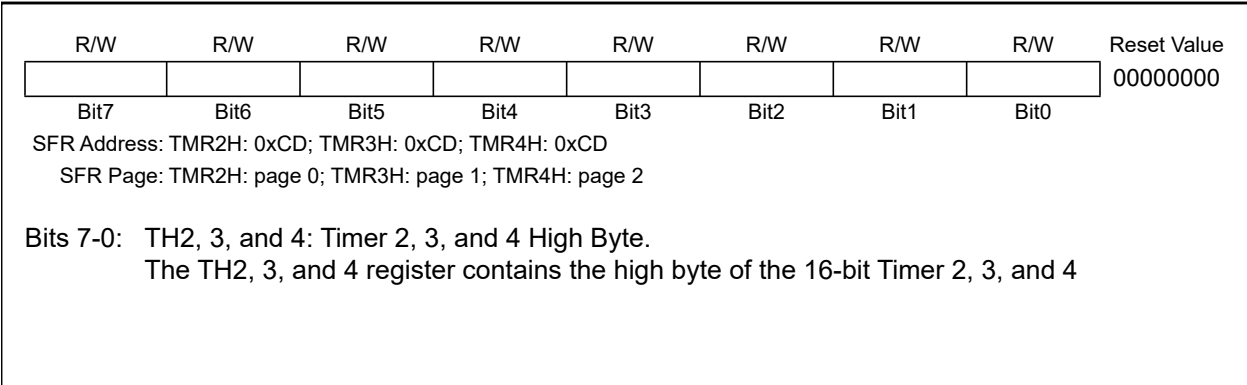 R/W R/W R/W R/W R/W R/W R/W R/W Reset Value
00000000
Bit7 Bit6 Bit5 Bit4 Bit3 Bit2 Bit1 Bit0
SFR Address: TMR2H: 0xCD; TMR3H: 0xCD; TMR4H: 0xCD
SFR Page: TMR2H: page 0; TMR3H: page 1; TMR4H: page 2
Bits 7-0: TH2, 3, and 4: Timer 2, 3, and 4 High Byte.
The TH2, 3, and 4 register contains the high byte of the 16-bit Timer 2, 3, and 4